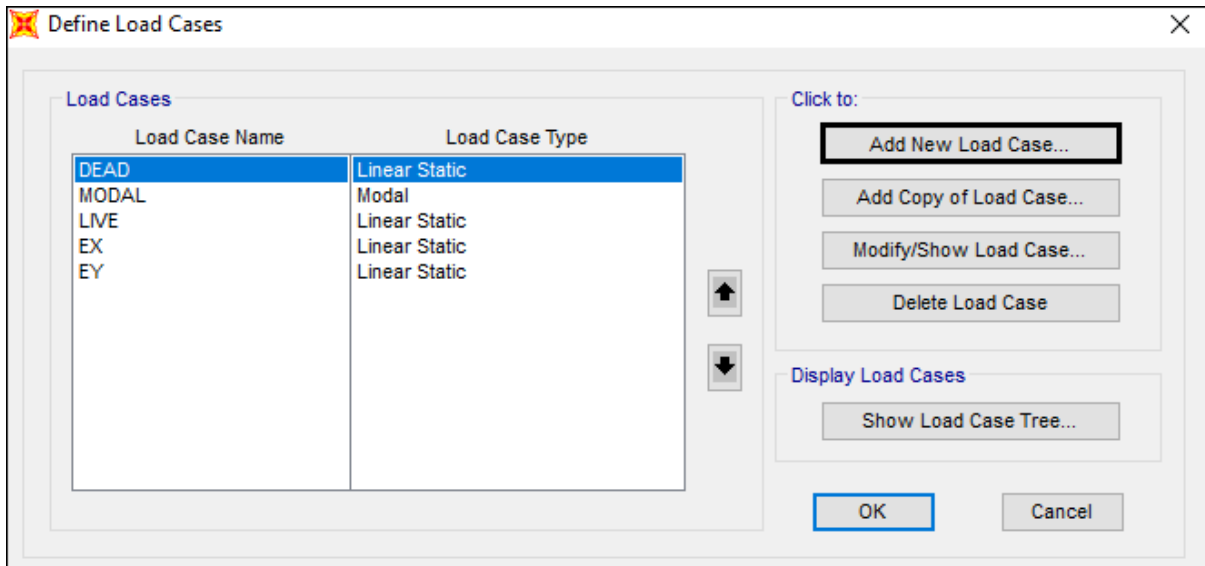 Define Load Cases
Load Cases
Load Case Name Load Case Type
DEAD Linear Static
MODAL Modal
LIVE Linear Static
EX Linear Static
EY Linear Static
Click to:
Add New Load Case...
Add Copy of Load Case...
Modify/Show Load Case...
Delete Load Case
Display Load Cases
Show Load Case Tree...
OK Cancel